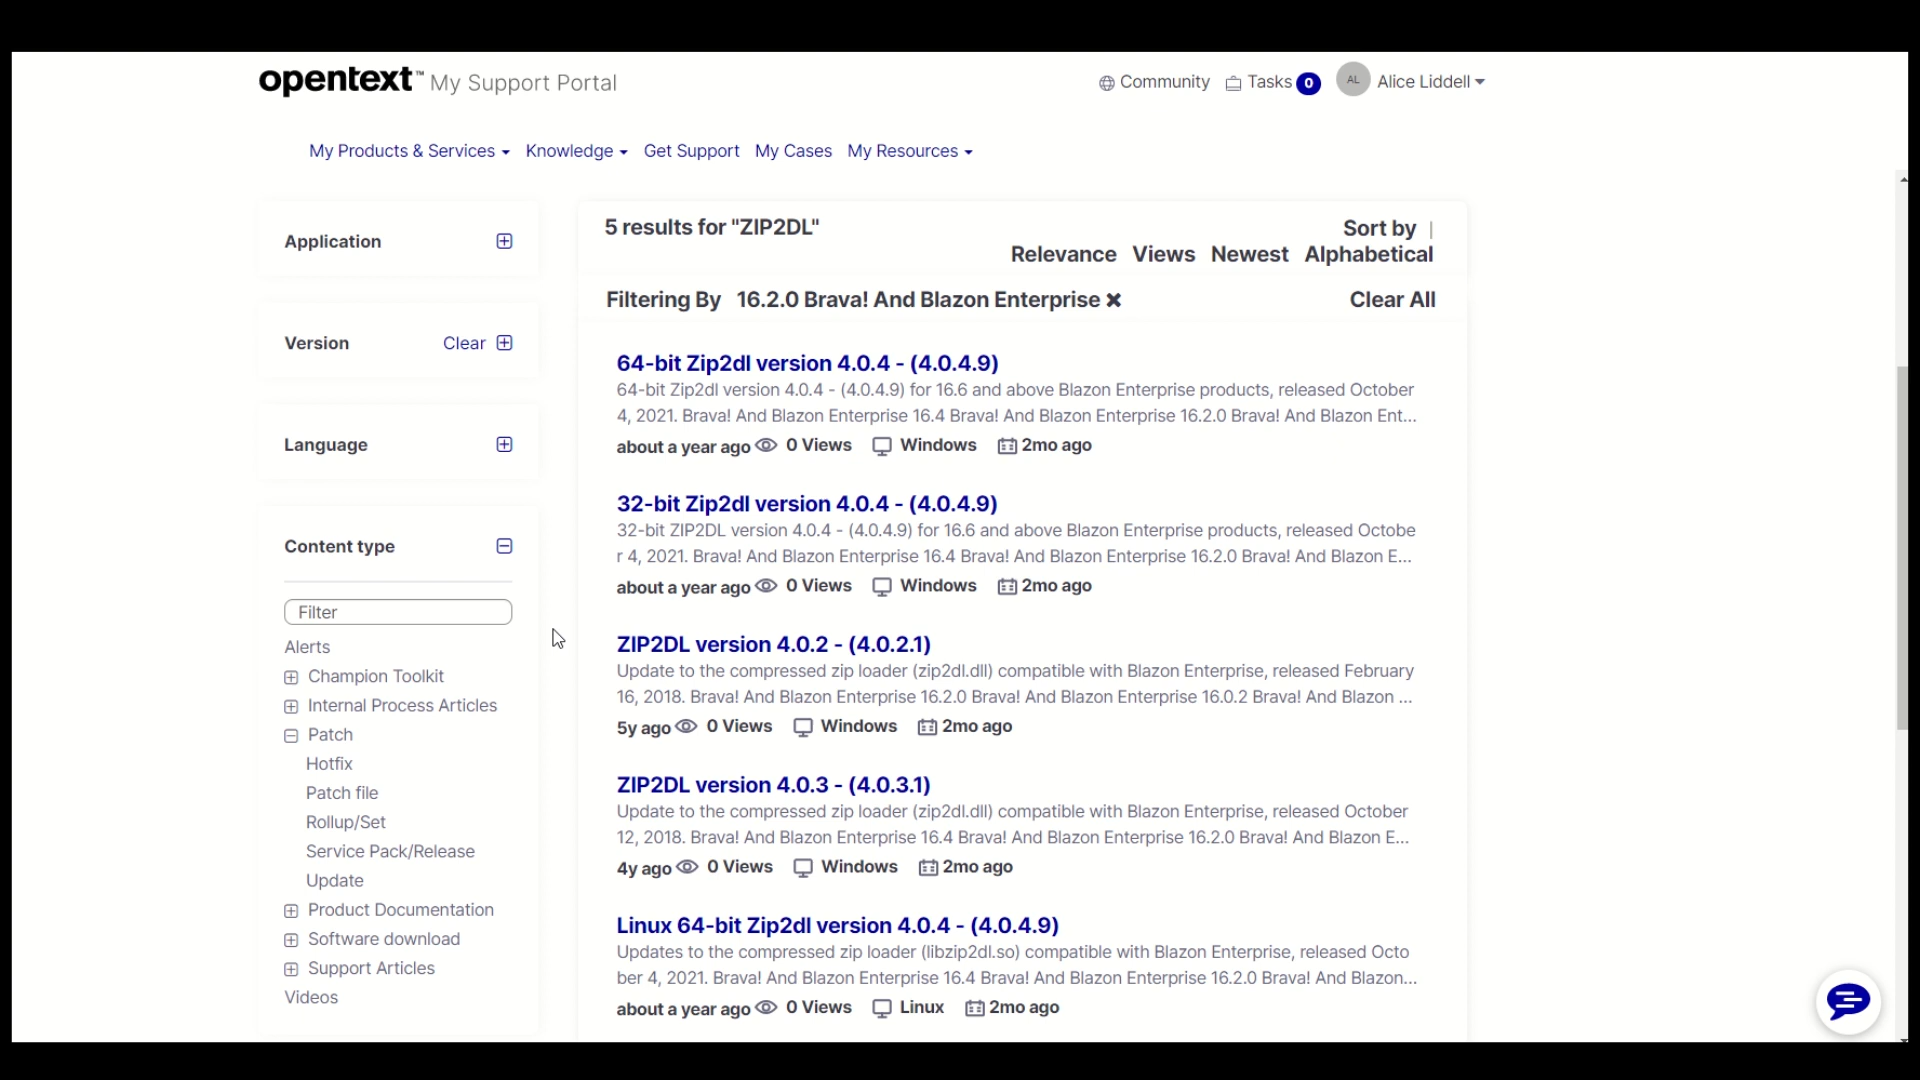 opentext™ My Support Portal
Community Tasks 0 AL Alice Liddell
My Products & Services Knowledge Get Support My Cases My Resources
Application
Version Clear
Language
Content type
Filter
Alerts
Champion Toolkit
Internal Process Articles
Patch
Hotfix
Patch file
Rollup/Set
Service Pack/Release
Update
Product Documentation
Software download
Support Articles
Videos
5 results for "ZIP2DL"
Sort by |
Relevance Views Newest Alphabetical
Filtering By 16.2.0 Brava! And Blazon Enterprise ✖ Clear All
64-bit Zip2dl version 4.0.4 - (4.0.4.9)
64-bit Zip2dl version 4.0.4 - (4.0.4.9) for 16.6 and above Blazon Enterprise products, released October
4, 2021. Brava! And Blazon Enterprise 16.4 Brava! And Blazon Enterprise 16.2.0 Brava! And Blazon Ent...
about a year ago 0 Views Windows 2mo ago
32-bit Zip2dl version 4.0.4 - (4.0.4.9)
32-bit ZIP2DL version 4.0.4 - (4.0.4.9) for 16.6 and above Blazon Enterprise products, released Octobe
r 4, 2021. Brava! And Blazon Enterprise 16.4 Brava! And Blazon Enterprise 16.2.0 Brava! And Blazon E...
about a year ago 0 Views Windows 2mo ago
ZIP2DL version 4.0.2 - (4.0.2.1)
Update to the compressed zip loader (zip2dl.dll) compatible with Blazon Enterprise, released February
16, 2018. Brava! And Blazon Enterprise 16.2.0 Brava! And Blazon Enterprise 16.0.2 Brava! And Blazon ...
5y ago 0 Views Windows 2mo ago
ZIP2DL version 4.0.3 - (4.0.3.1)
Update to the compressed zip loader (zip2dl.dll) compatible with Blazon Enterprise, released October
12, 2018. Brava! And Blazon Enterprise 16.4 Brava! And Blazon Enterprise 16.2.0 Brava! And Blazon E...
4y ago 0 Views Windows 2mo ago
Linux 64-bit Zip2dl version 4.0.4 - (4.0.4.9)
Updates to the compressed zip loader (libzip2dl.so) compatible with Blazon Enterprise, released Octo
ber 4, 2021. Brava! And Blazon Enterprise 16.4 Brava! And Blazon Enterprise 16.2.0 Brava! And Blazon...
about a year ago 0 Views Linux 2mo ago